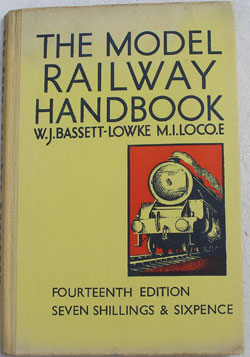 THE MODEL
RAILWAY
HANDBOOK
W.J.BASSETT-LOWKE M.I.LOCO.E
FOURTEENTH EDITION
SEVEN SHILLINGS & SIXPENCE